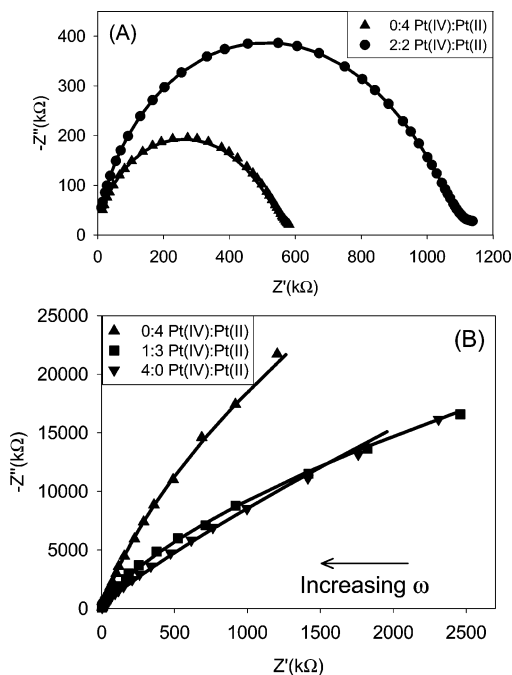 (A)
0:4 Pt(IV):Pt(II)
2:2 Pt(IV):Pt(II)
400
300
200
100
0
-Z"(kΩ)
0 200 400 600 800 1000 1200
Z'(kΩ)
(B)
0:4 Pt(IV):Pt(II)
1:3 Pt(IV):Pt(II)
4:0 Pt(IV):Pt(II)
25000
20000
15000
10000
5000
0
-Z"(kΩ)
Increasing ω
0 500 1000 1500 2000 2500
Z'(kΩ)